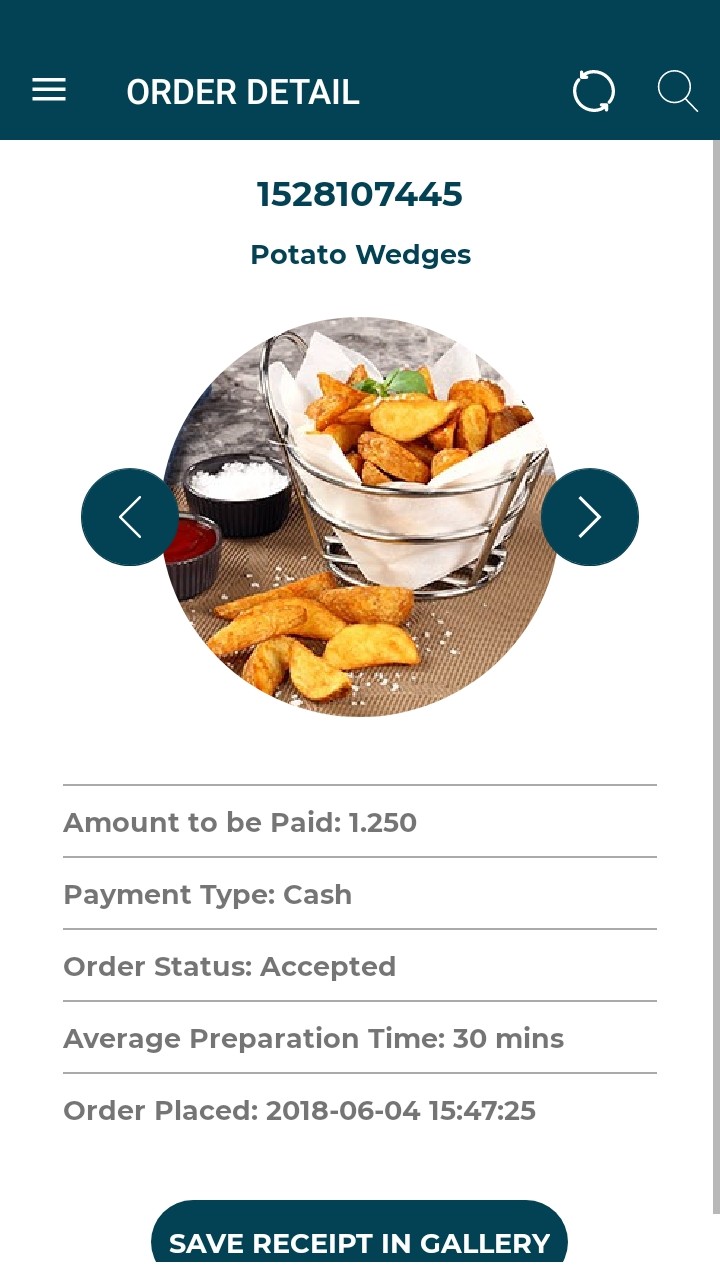 ORDER DETAIL
1528107445
Potato Wedges
Amount to be Paid: 1.250
Payment Type: Cash
Order Status: Accepted
Average Preparation Time: 30 mins
Order Placed: 2018-06-04 15:47:25
SAVE RECEIPT IN GALLERY